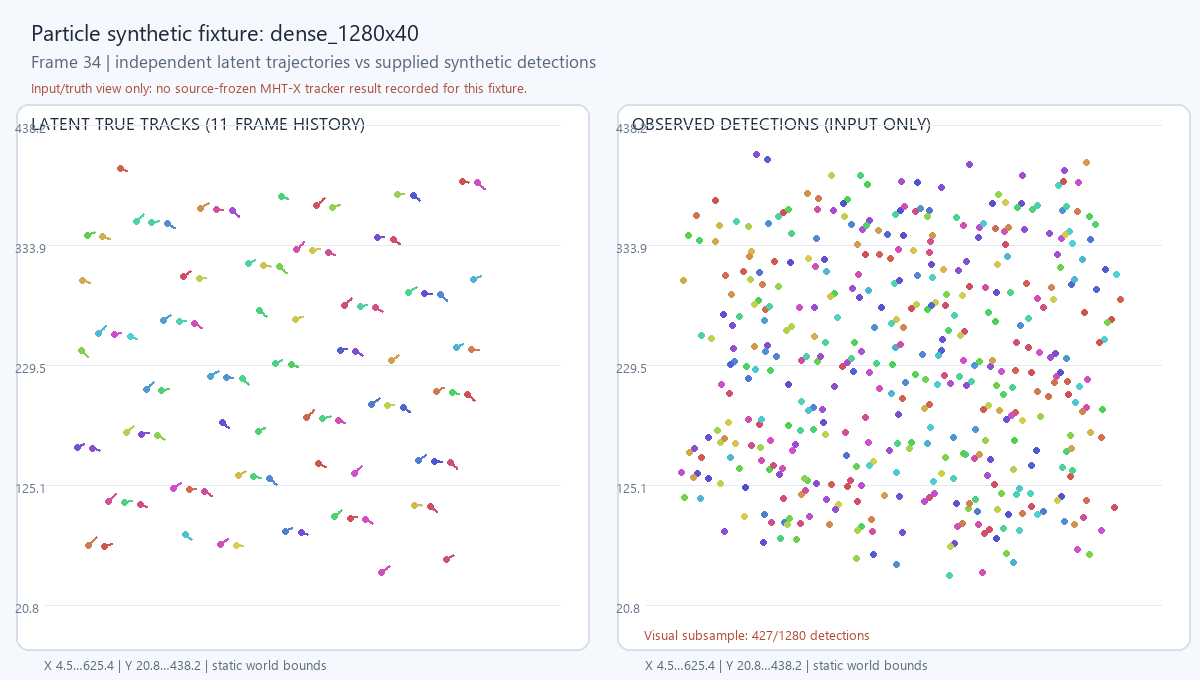 Particle synthetic fixture: dense_1280x40
Frame 34 | independent latent trajectories vs supplied synthetic detections
Input/truth view only: no source-frozen MHT-X tracker result recorded for this fixture.
LATENT TRUE TRACKS (11-FRAME HISTORY)
438.2
333.9
229.5
125.1
20.8
X 4.5...625.4 | Y 20.8...438.2 | static world bounds
OBSERVED DETECTIONS (INPUT ONLY)
438.2
333.9
229.5
125.1
20.8
Visual subsample: 427/1280 detections
X 4.5...625.4 | Y 20.8...438.2 | static world bounds